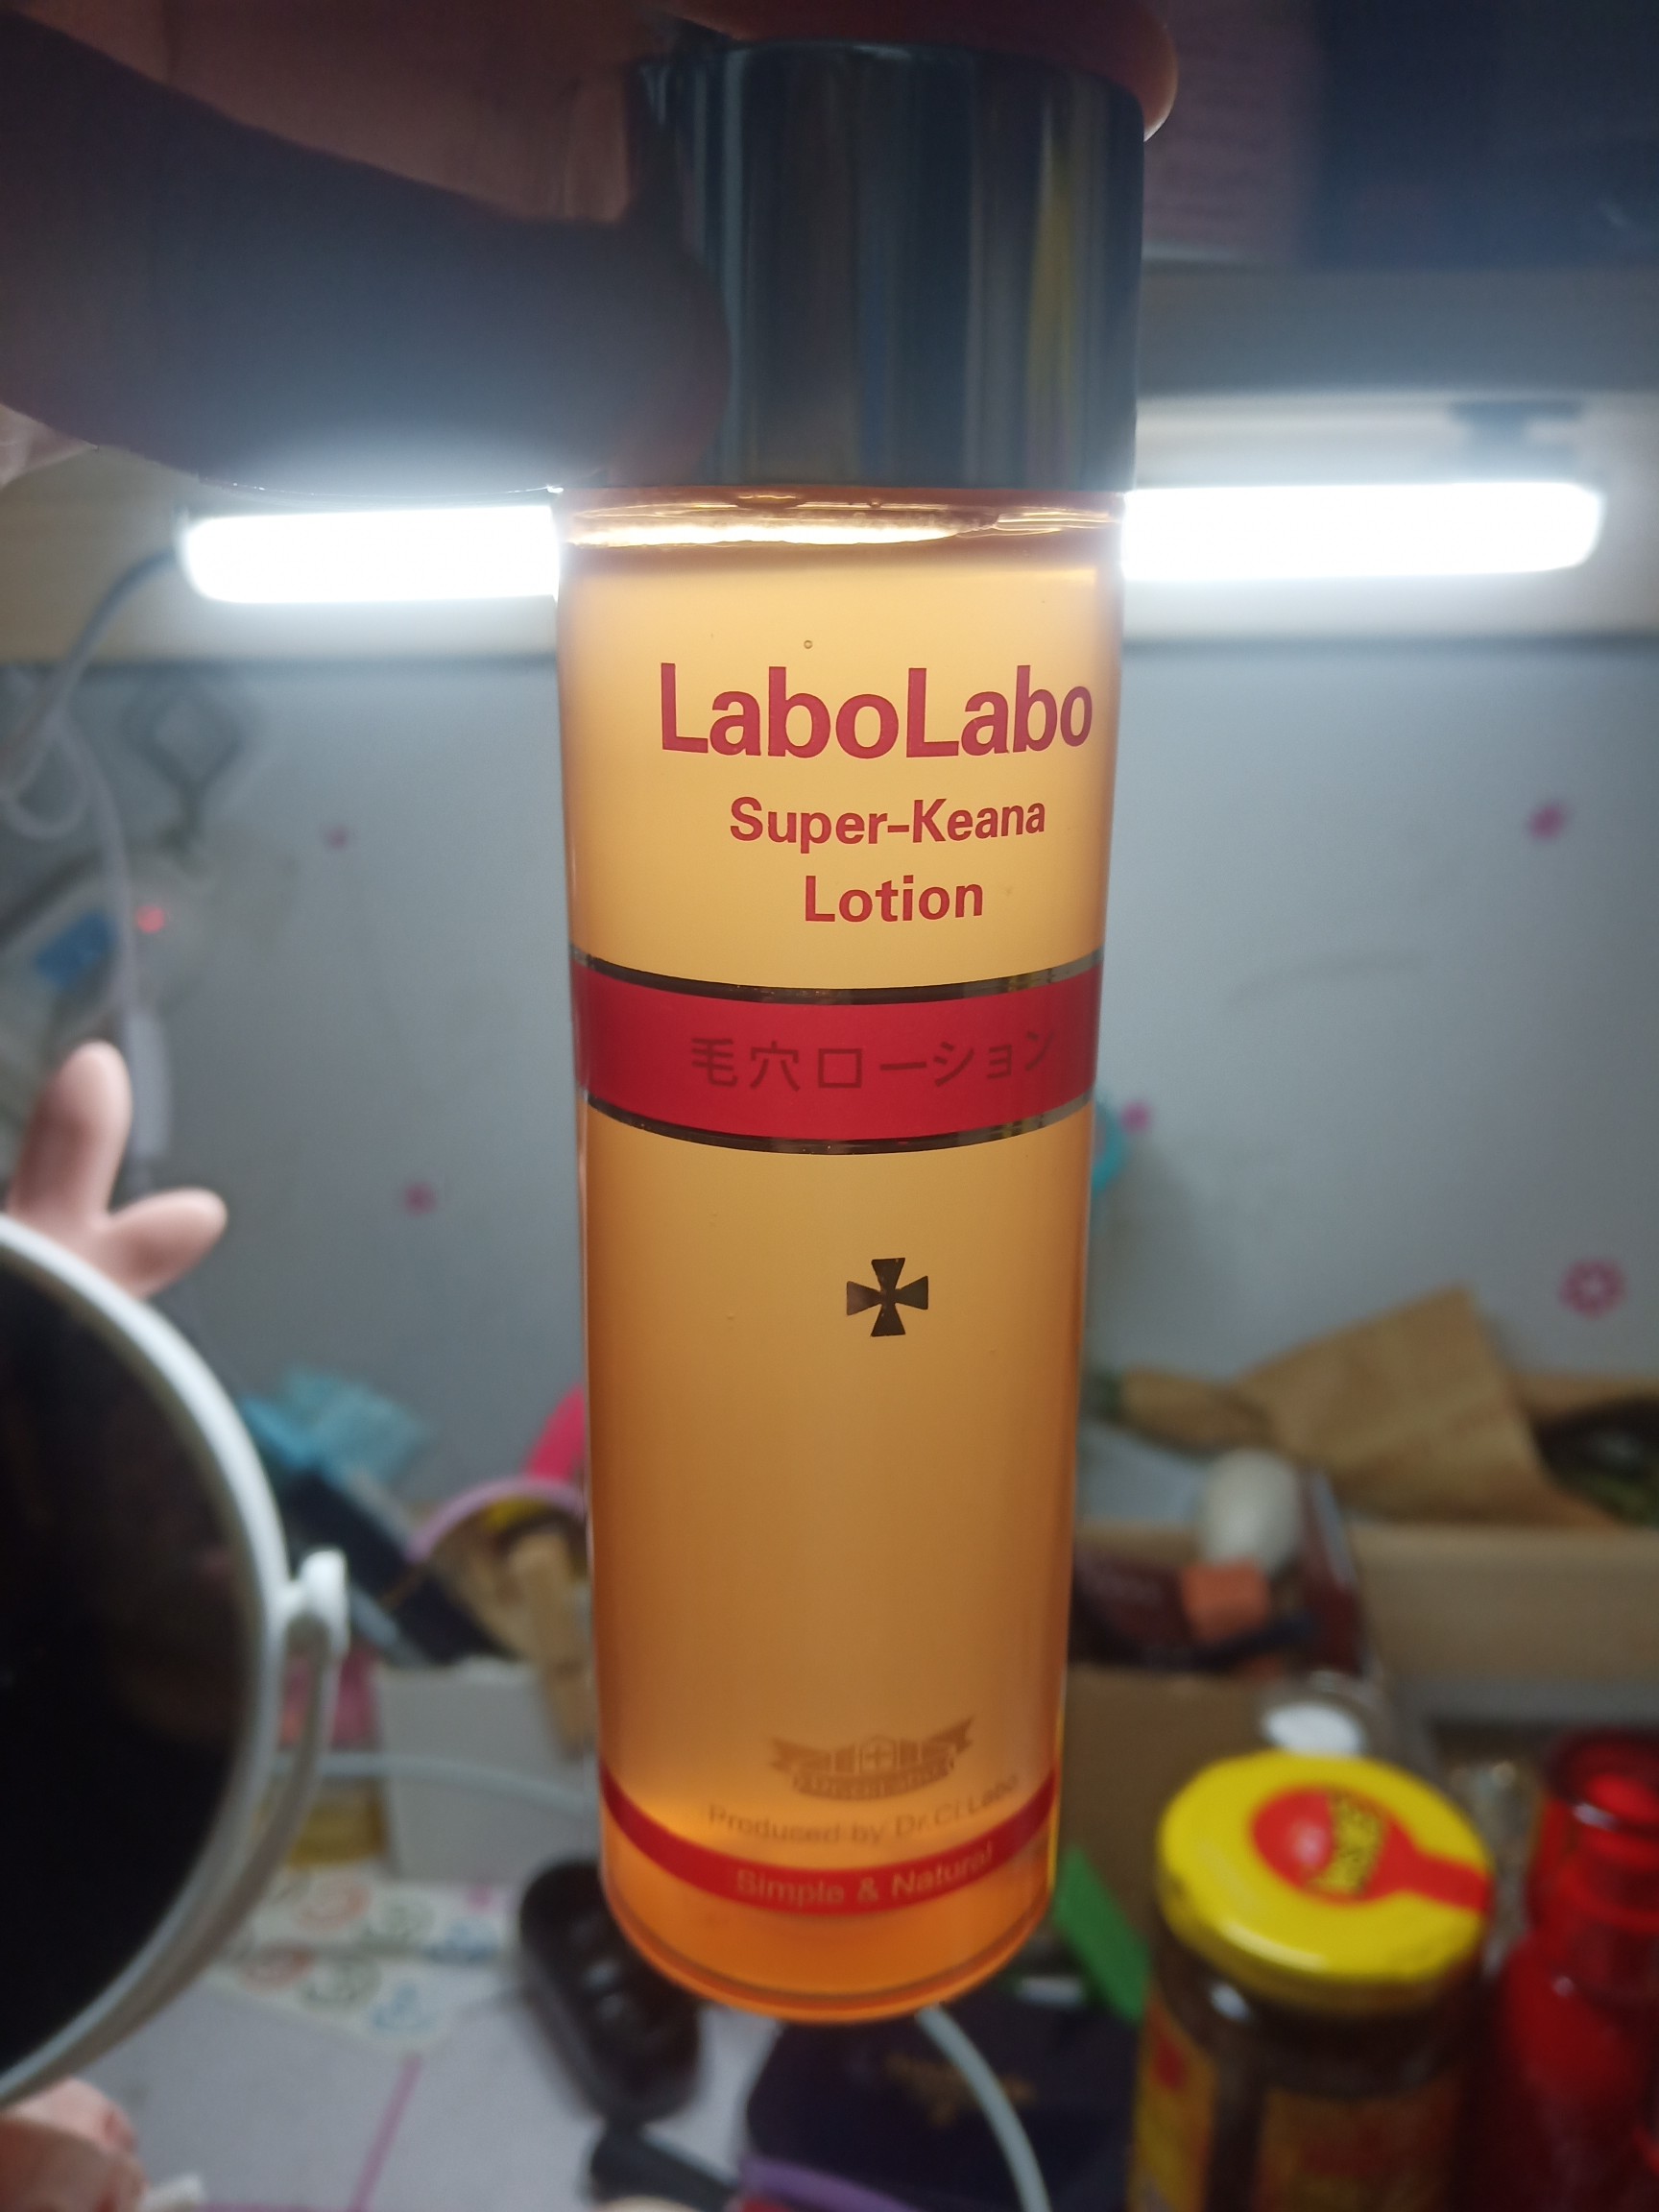 LaboLabo
Super-Keana
Lotion
毛穴ローション
Produced by Dr.Ci:Labo
Simple & Natural